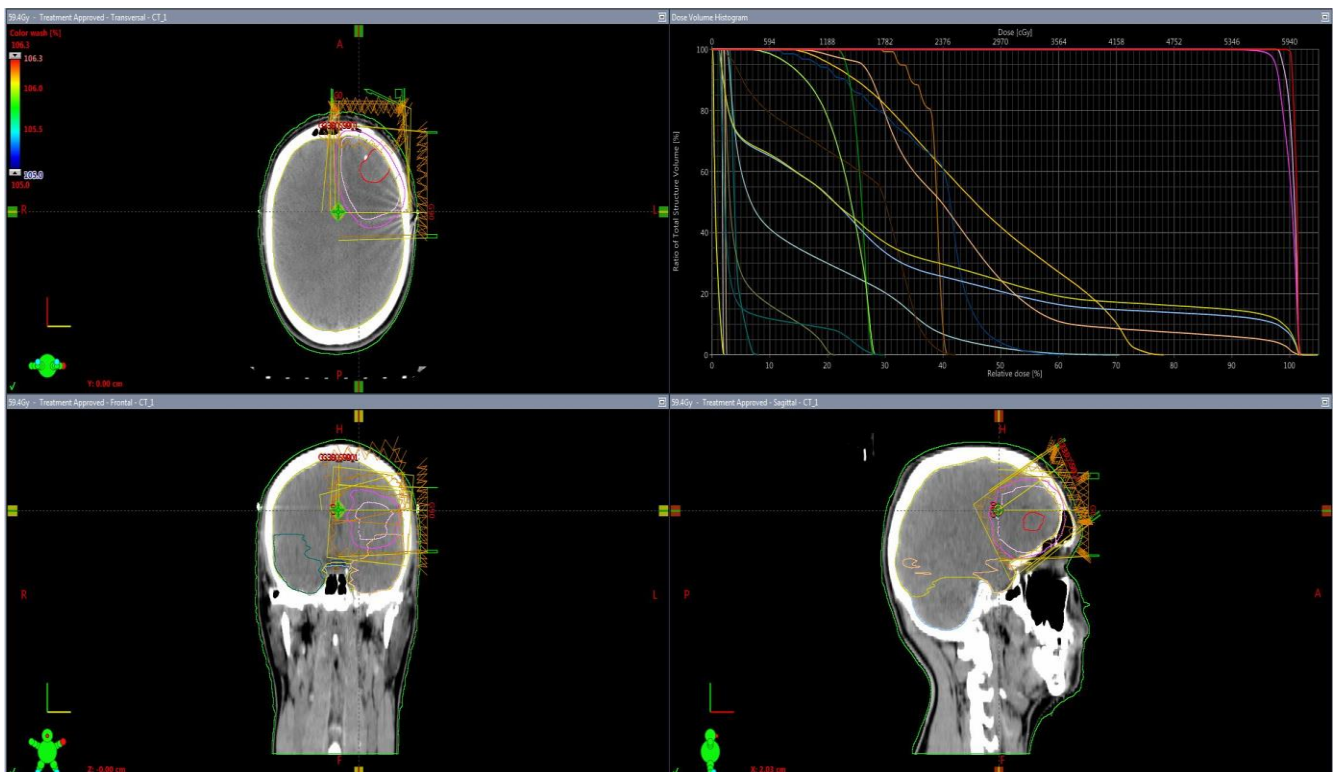 59.4Gy - Treatment Approved - Transversal - CT_1
Color wash [%]
106.3
106.3
106.0
105.5
105.0
105.0
A
R
L
P
Y: 0.00 cm
Dose Volume Histogram
Dose [cGy]
0 594 1188 1782 2376 2970 3564 4158 4752 5346 5940
Ratio of Total Structure Volume [%]
100
80
60
40
20
0
0 10 20 30 40 50 60 70 80 90 100
Relative dose [%]
59.4Gy - Treatment Approved - Frontal - CT_1
H
R
L
F
Z: -0.00 cm
59.4Gy - Treatment Approved - Sagittal - CT_1
H
P
A
F
X: 2.03 cm